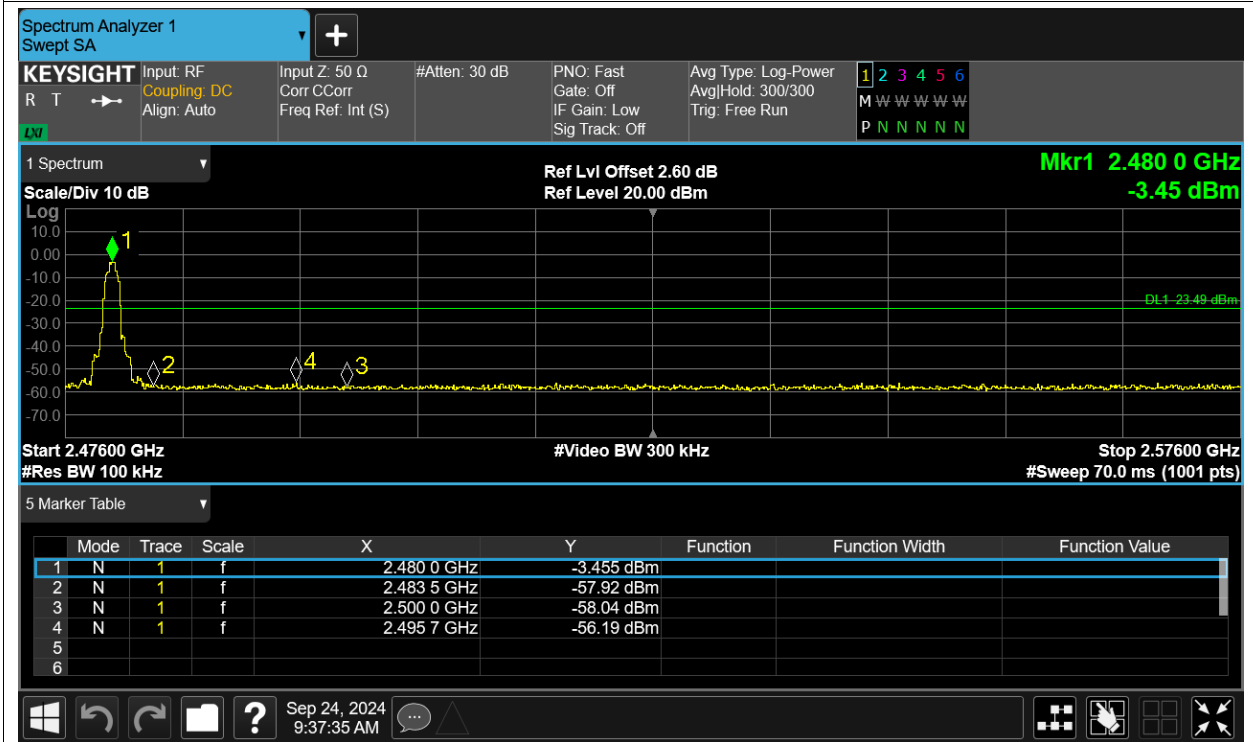 Spectrum Analyzer 1
Swept SA
+
KEYSIGHT Input: RF Input Z: 50 Ω #Atten: 30 dB PNO: Fast Avg Type: Log-Power 1 2 3 4 5 6
R T Coupling: DC Corr CCorr Gate: Off Avg|Hold: 300/300 M W W W W W
Align: Auto Freq Ref: Int (S) IF Gain: Low Trig: Free Run
LXI Sig Track: Off P N N N N N
1 Spectrum Ref Lvl Offset 2.60 dB Mkr1 2.480 0 GHz
Scale/Div 10 dB Ref Level 20.00 dBm -3.45 dBm
Log
10.0
1
0.00
-10.0
-20.0 DL1 -23.49 dBm
-30.0
-40.0
2 4 3
-50.0
-60.0
-70.0
Start 2.47600 GHz #Video BW 300 kHz Stop 2.57600 GHz
#Res BW 100 kHz #Sweep 70.0 ms (1001 pts)
5 Marker Table
Mode Trace Scale X Y Function Function Width Function Value
1 N 1 f 2.480 0 GHz -3.455 dBm
2 N 1 f 2.483 5 GHz -57.92 dBm
3 N 1 f 2.500 0 GHz -58.04 dBm
4 N 1 f 2.495 7 GHz -56.19 dBm
5
6
? Sep 24, 2024
9:37:35 AM